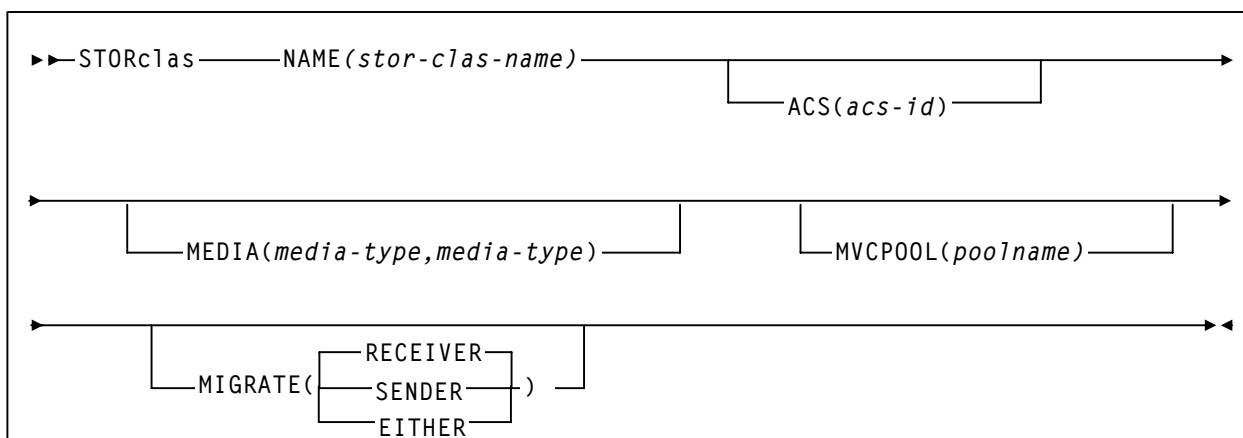 STORclas NAME(stor-clas-name)
ACS(acs-id)
MEDIA(media-type,media-type) MVCPOOL(poolname)
RECEIVER
MIGRATE( SENDER )
EITHER